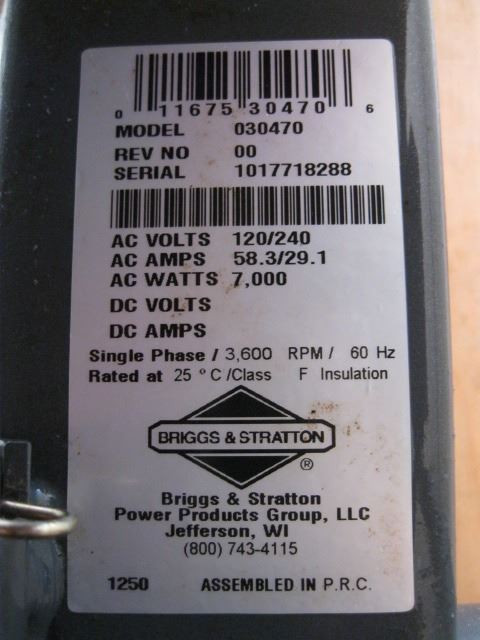 0 11675 30470 6
MODEL 030470
REV NO 00
SERIAL 1017718288
AC VOLTS 120/240
AC AMPS 58.3/29.1
AC WATTS 7,000
DC VOLTS
DC AMPS
Single Phase / 3,600 RPM / 60 Hz
Rated at 25 °C /Class F Insulation
BRIGGS & STRATTON
®
Briggs & Stratton
Power Products Group, LLC
Jefferson, WI
(800) 743-4115
1250 ASSEMBLED IN P.R.C.